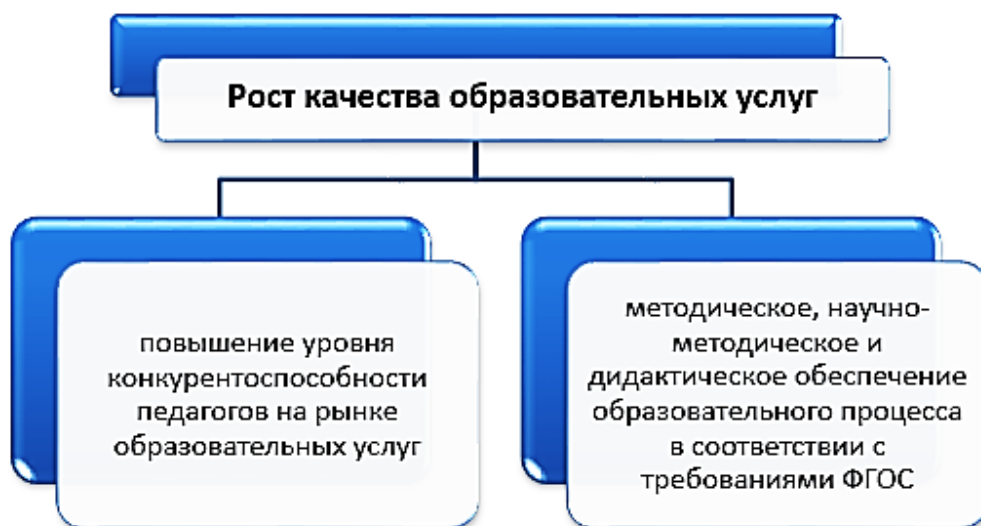 Рост качества образовательных услуг
повышение уровня
конкурентоспособности
педагогов на рынке
образовательных услуг
методическое, научно-
методическое и
дидактическое обеспечение
образовательного процесса
в соответствии с
требованиями ФГОС